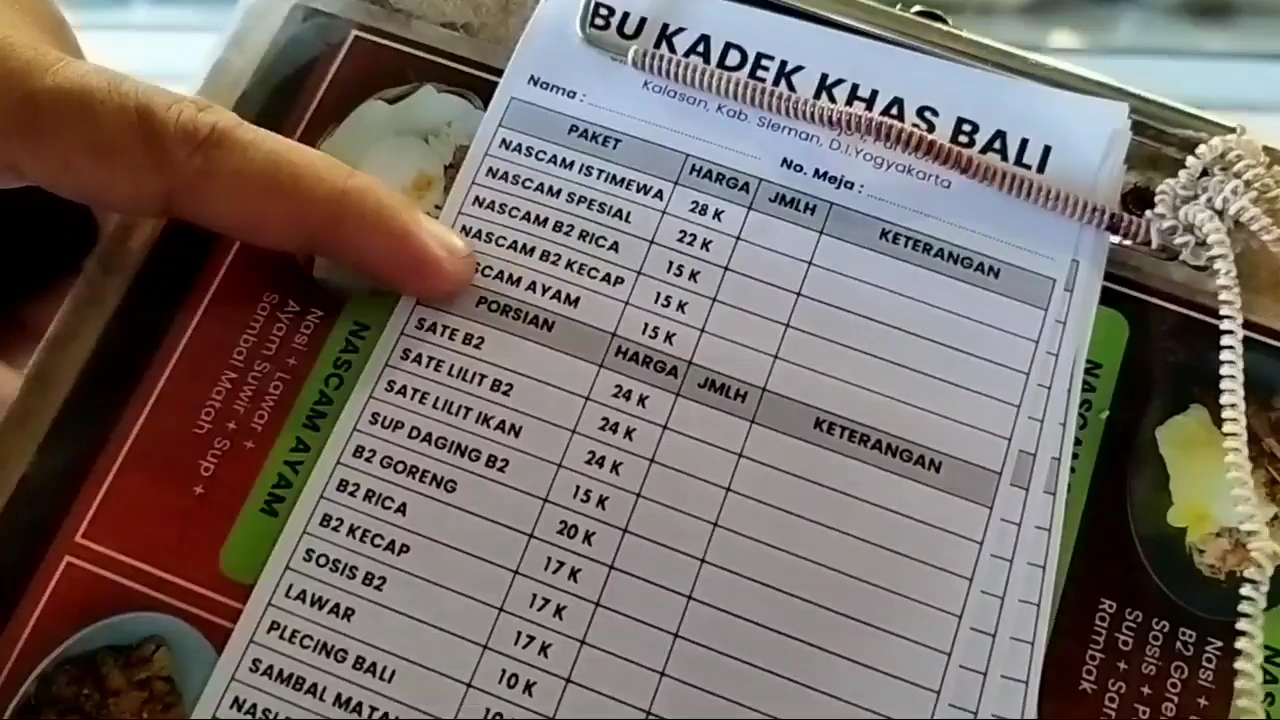 BU KADEK KHAS BALI
Kalasan, Kab. Sleman, D.I.Yogyakarta
Nama :
No. Meja :
PAKET HARGA JMLH KETERANGAN
NASCAM ISTIMEWA 28 K
NASCAM SPESIAL 22 K
NASCAM B2 RICA 15 K
NASCAM B2 KECAP 15 K
SCAM AYAM 15 K
PORSIAN HARGA JMLH KETERANGAN
SATE B2 24 K
SATE LILIT B2 24 K
SATE LILIT IKAN 24 K
SUP DAGING B2 15 K
B2 GORENG 20 K
B2 RICA 17 K
B2 KECAP 17 K
SOSIS B2 17 K
LAWAR 10 K
PLECING BALI
SAMBAL MATA
NASI
NASCAM AYAM
Nasi + Lawar +
Ayam Suwir + Sup +
Sambal Matah
Nasi +
B2 Gore
Sosis + P
Sup + Sam
Rambak